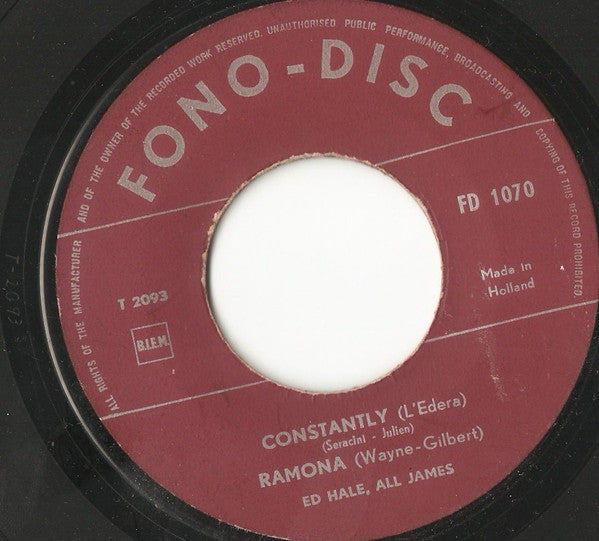 ALL RIGHTS OF THE MANUFACTURER AND OF THE OWNER OF THE RECORDED WORK RESERVED. UNAUTHORISED PUBLIC PERFORMANCE, BROADCASTING AND COPYING OF THIS RECORD PROHIBITED.
FONO-DISC
FD 1070
T 2093
Made in
Holland
B.I.E.M.
CONSTANTLY (L'Edera)
(Seracini - Julien)
RAMONA (Wayne-Gilbert)
ED HALE, ALL JAMES